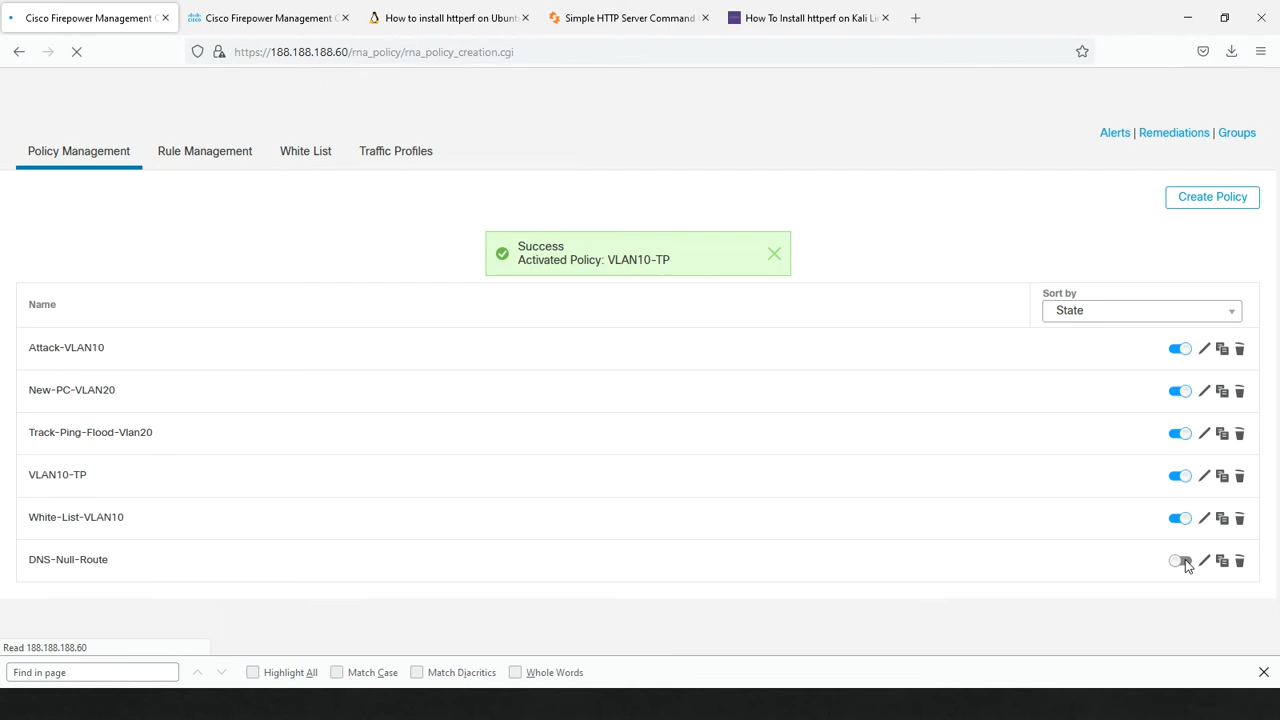 Cisco Firepower Management C
Cisco Firepower Management C
How to install httperf on Ubunt
Simple HTTP Server Command
How To Install httperf on Kali Lin
https://188.188.188.60/rna_policy/rna_policy_creation.cgi
Alerts | Remediations | Groups
Policy Management
Rule Management
White List
Traffic Profiles
Create Policy
Success
Activated Policy: VLAN10-TP
Name
Sort by
State
Attack-VLAN10
New-PC-VLAN20
Track-Ping-Flood-Vlan20
VLAN10-TP
White-List-VLAN10
DNS-Null-Route
Read 188.188.188.60
Find in page
Highlight All
Match Case
Match Diacritics
Whole Words